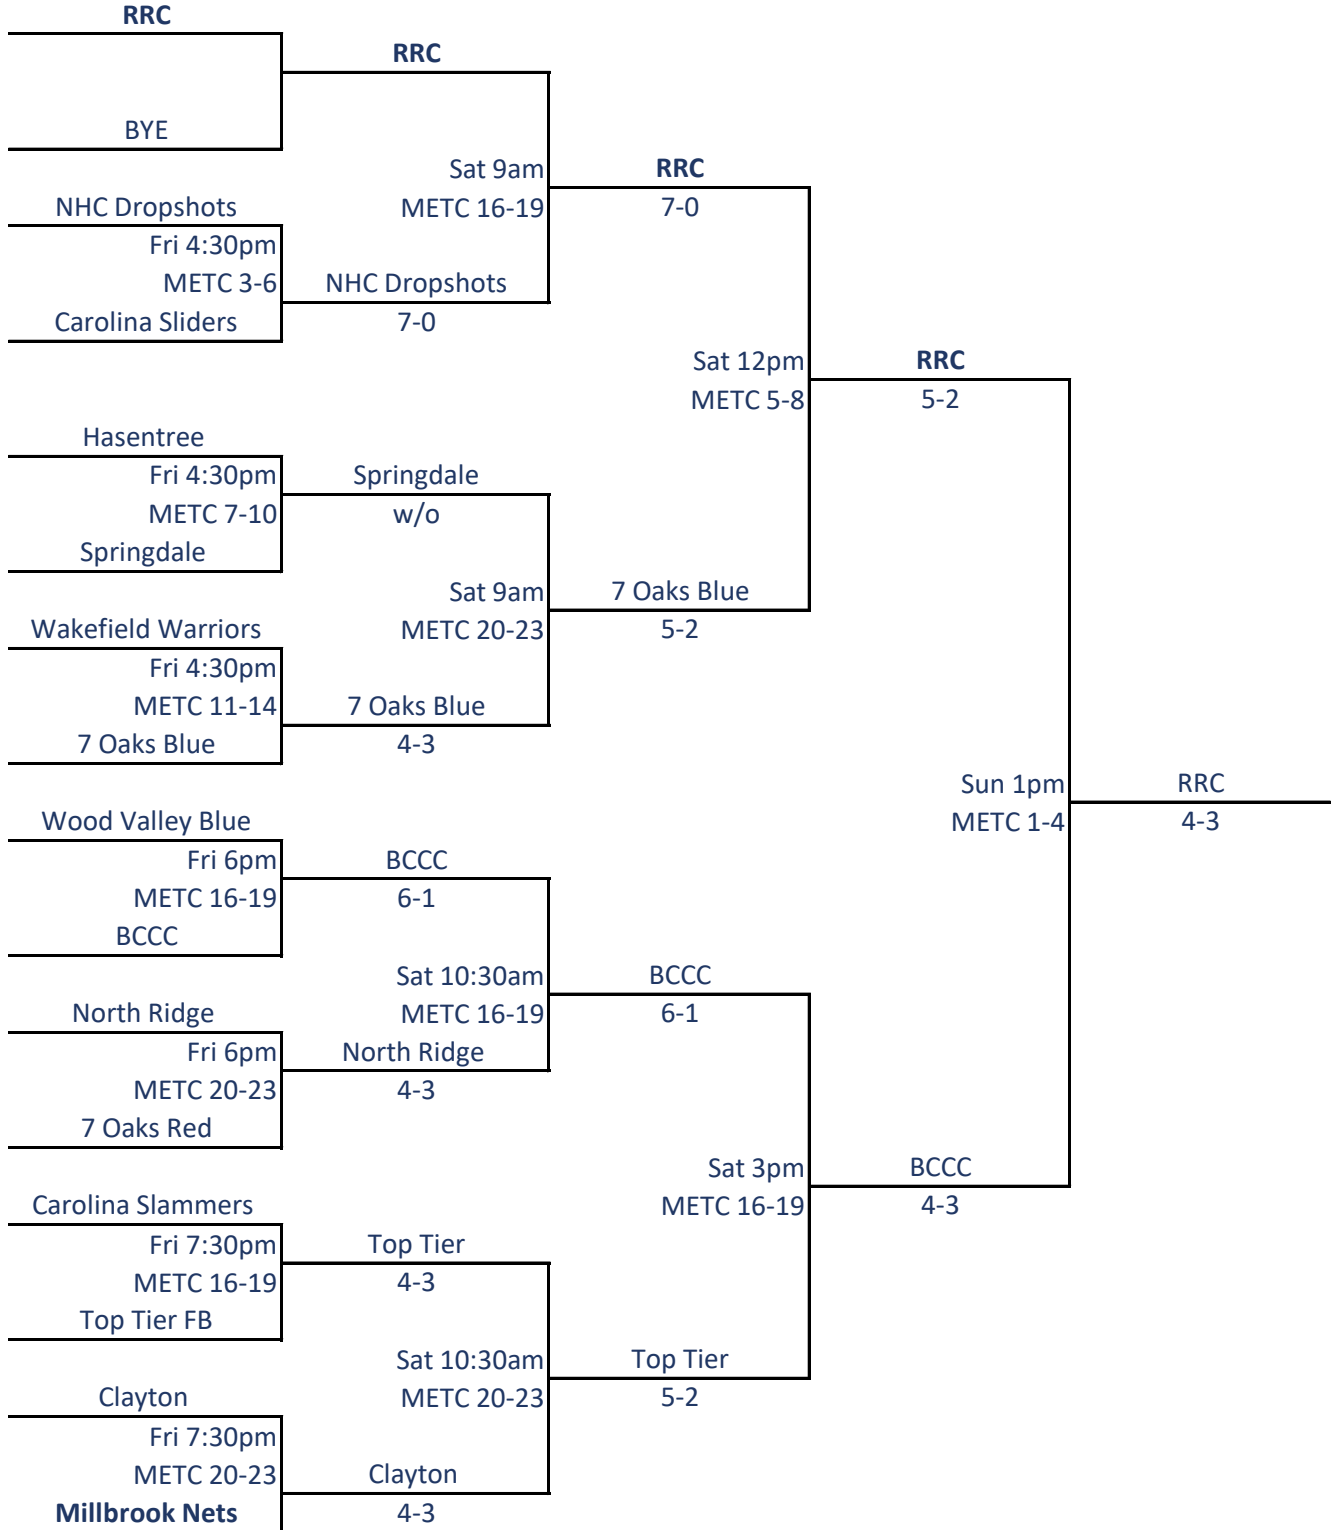 RRC
RRC
BYE
Sat 9am
RRC
METC 16-19
7-0
NHC Dropshots
Fri 4:30pm
METC 3-6
NHC Dropshots
Carolina Sliders
7-0
Sat 12pm
RRC
METC 5-8
5-2
Hasentree
Fri 4:30pm
Springdale
METC 7-10
w/o
Springdale
Sat 9am
7 Oaks Blue
METC 20-23
5-2
Wakefield Warriors
Fri 4:30pm
METC 11-14
7 Oaks Blue
7 Oaks Blue
4-3
Sun 1pm
RRC
METC 1-4
4-3
Wood Valley Blue
Fri 6pm
BCCC
METC 16-19
6-1
BCCC
Sat 10:30am
BCCC
METC 16-19
6-1
North Ridge
Fri 6pm
North Ridge
METC 20-23
4-3
7 Oaks Red
Sat 3pm
BCCC
METC 16-19
4-3
Carolina Slammers
Fri 7:30pm
Top Tier
METC 16-19
4-3
Top Tier FB
Sat 10:30am
Top Tier
METC 20-23
5-2
Clayton
Fri 7:30pm
METC 20-23
Clayton
Millbrook Nets
4-3